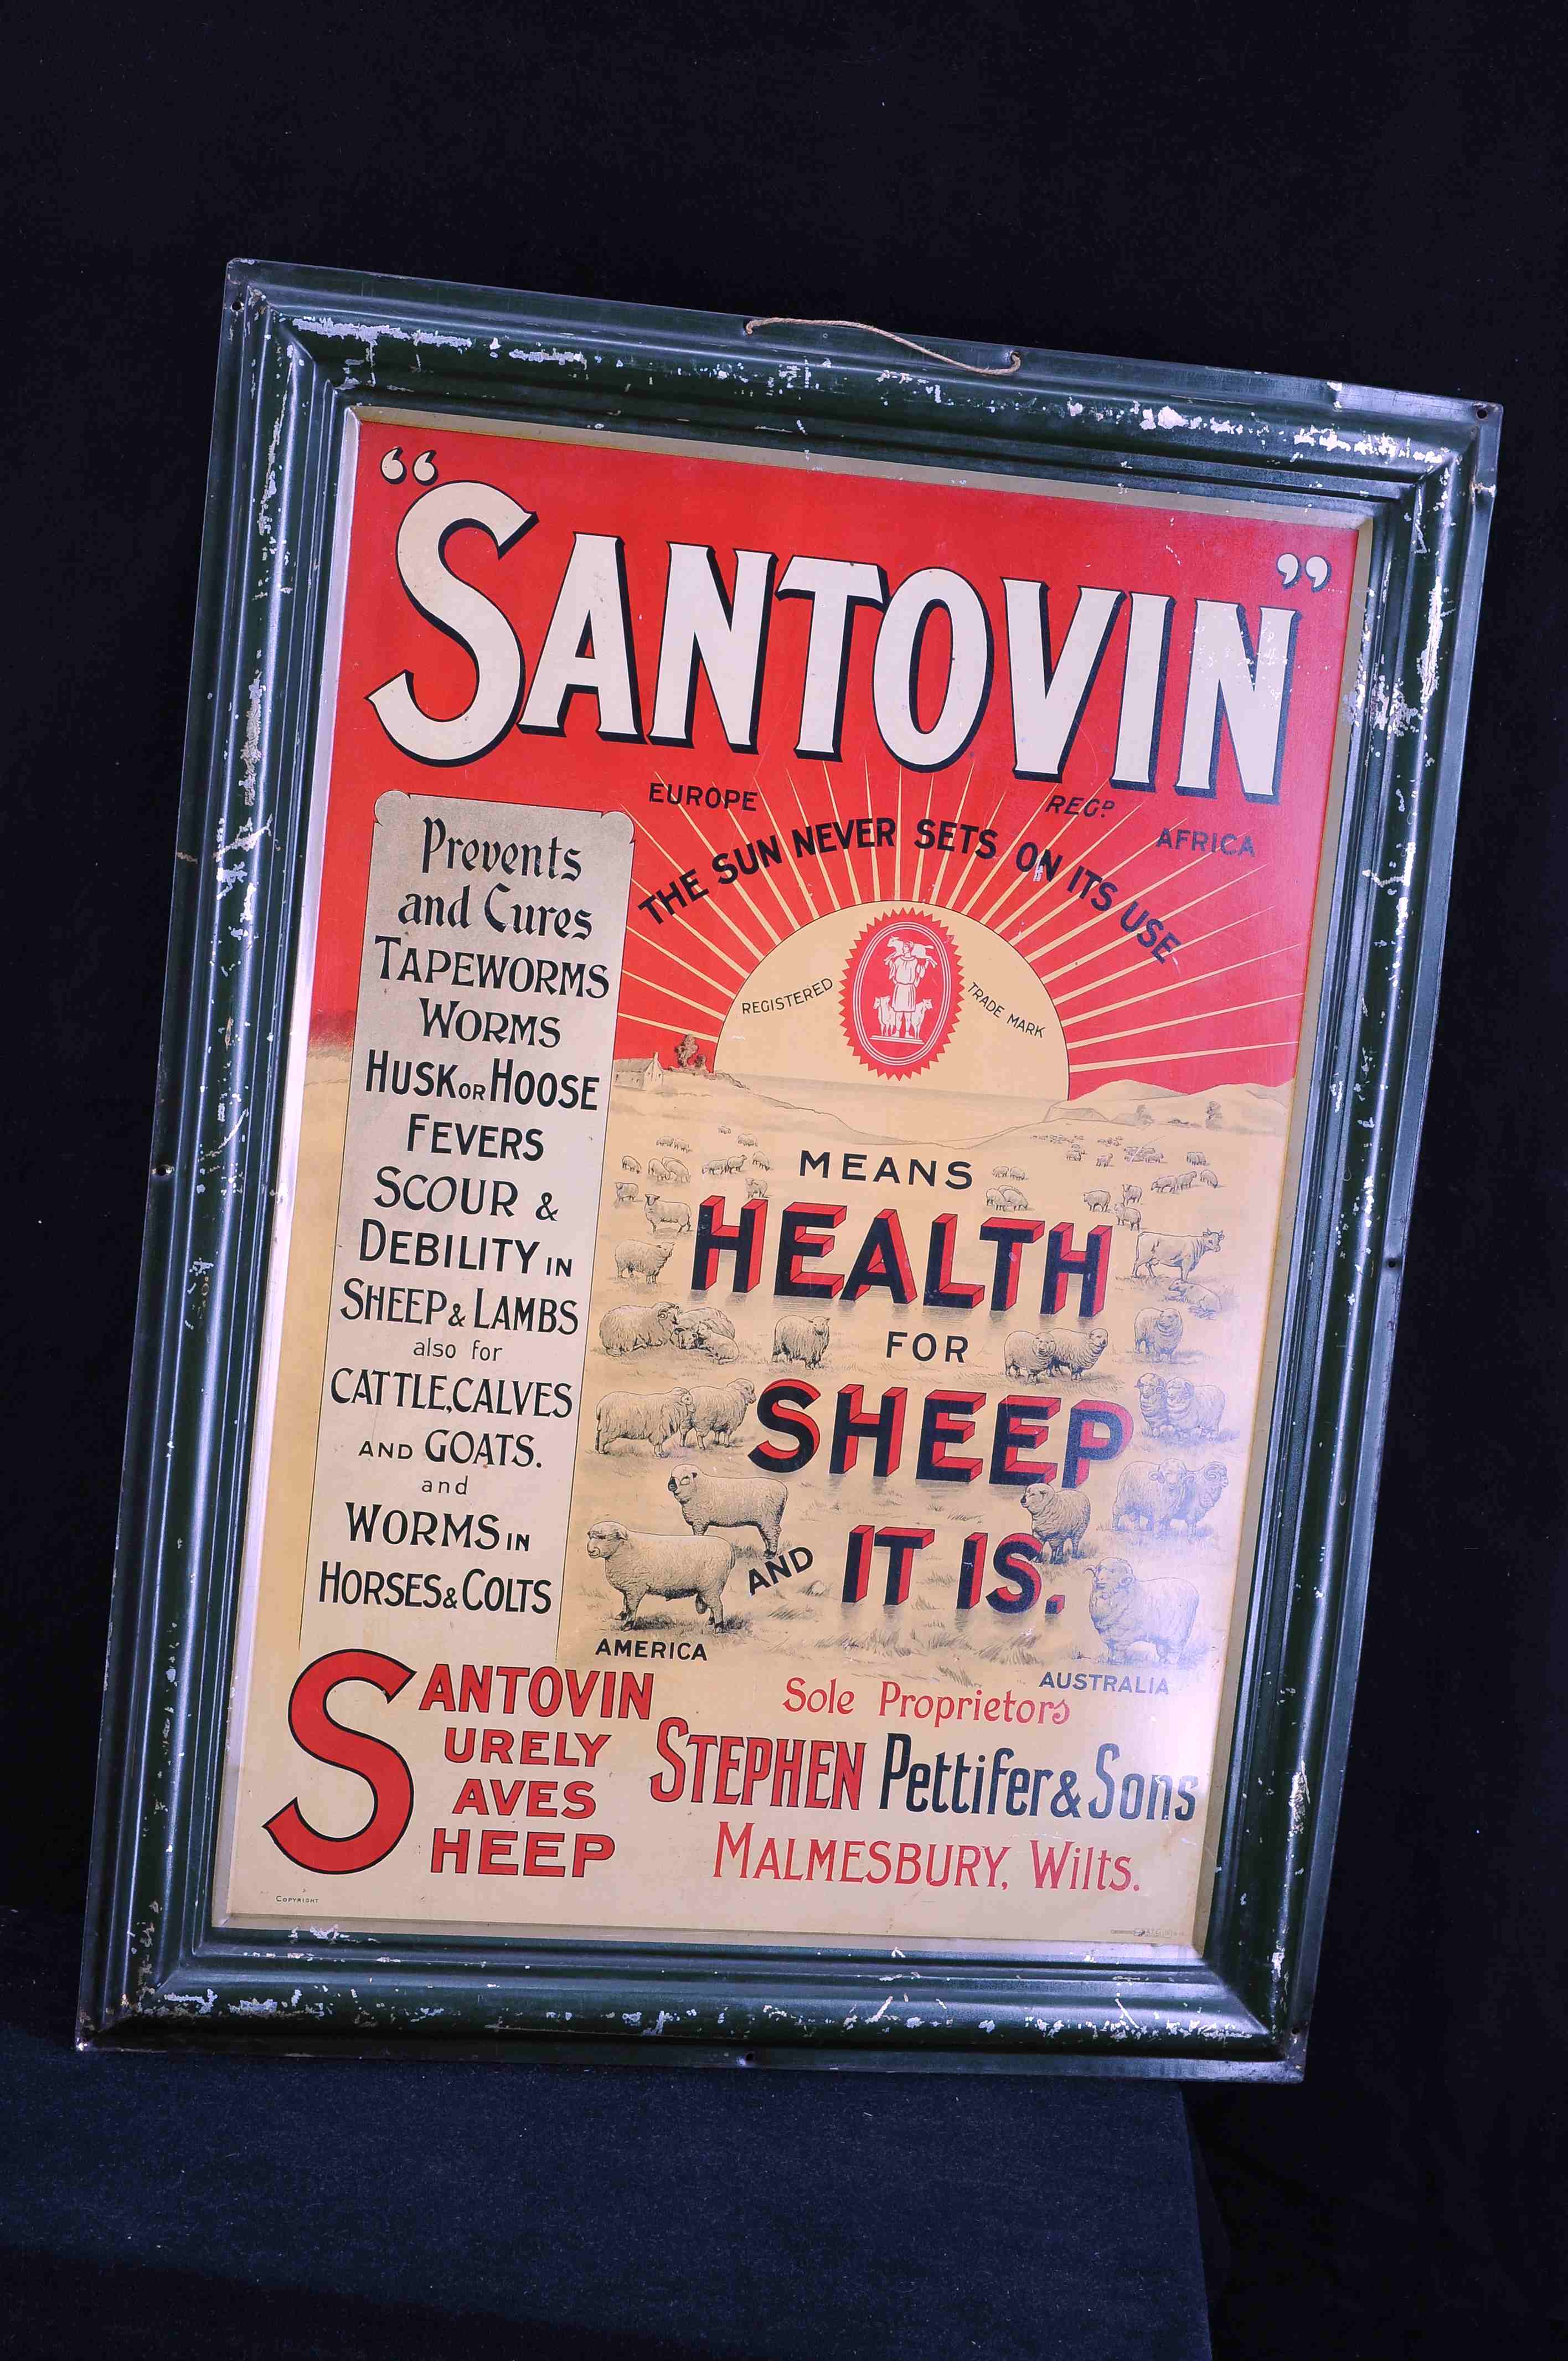 “SANTOVIN”
EUROPE
REGD.
AFRICA
THE SUN NEVER SETS ON ITS USE
REGISTERED TRADE MARK
Prevents
and Cures
TAPEWORMS
WORMS
HUSK OR HOOSE
FEVERS
SCOUR &
DEBILITY IN
SHEEP & LAMBS
also for
CATTLE, CALVES
AND GOATS.
and
WORMS IN
HORSES & COLTS
MEANS
HEALTH
FOR
SHEEP
AND IT IS.
AMERICA
AUSTRALIA
SANTOVIN
URELY
AVES
HEEP
Sole Proprietors
STEPHEN Pettifer & Sons
MALMESBURY, Wilts.
COPYRIGHT